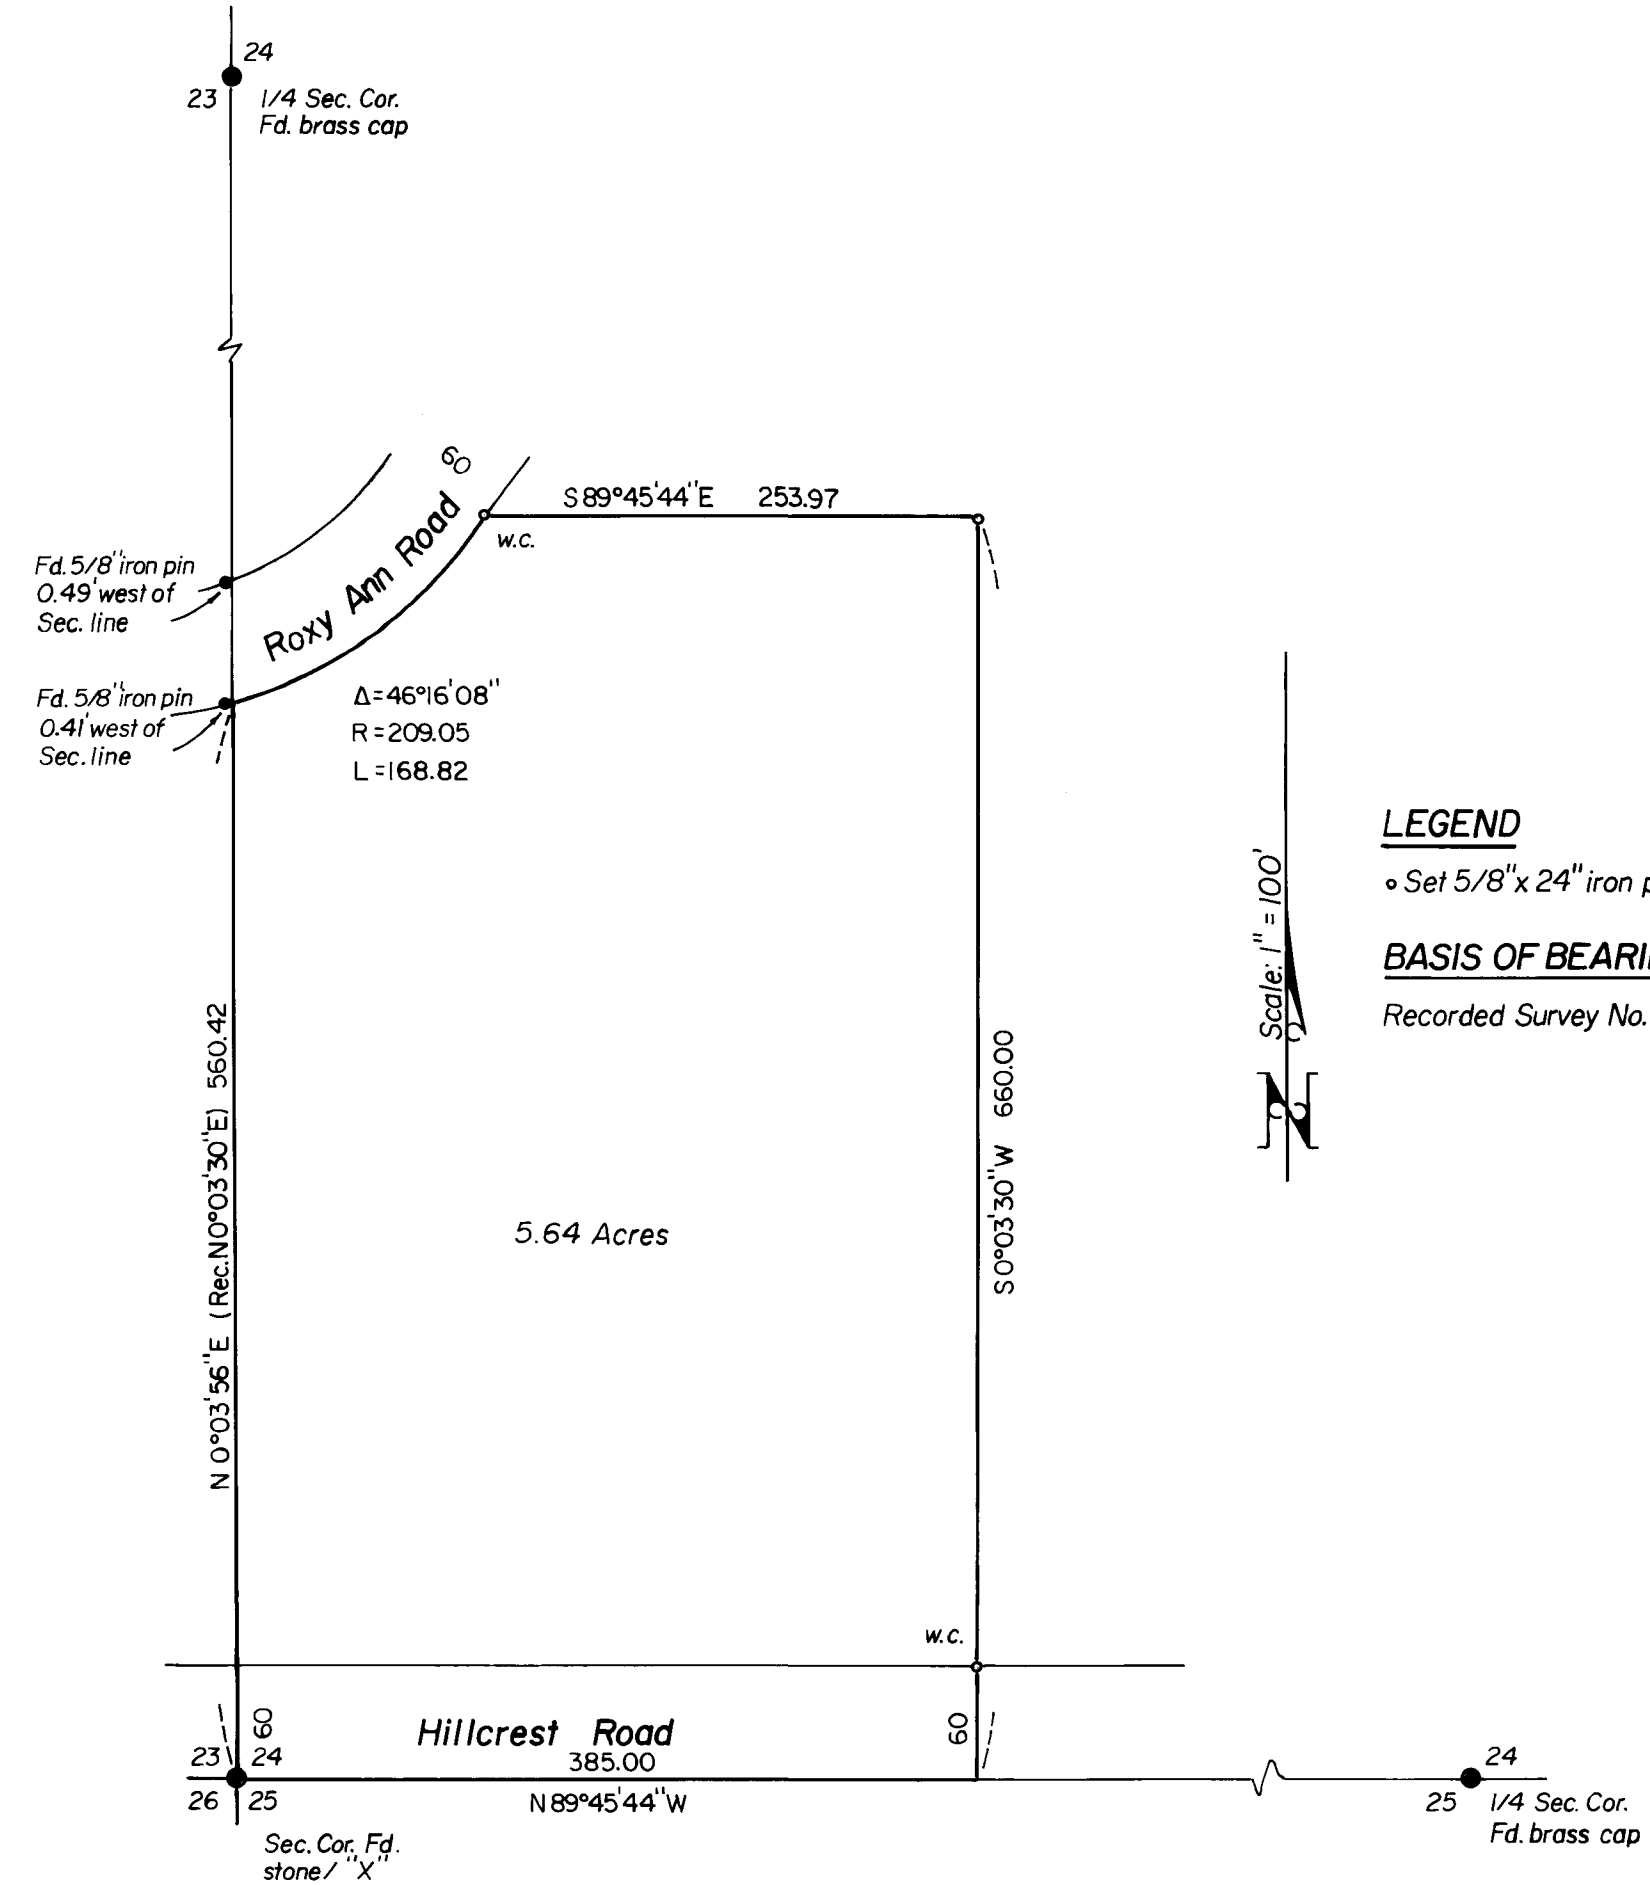 24
23
1/4 Sec. Cor.
Fd. brass cap
60
S89°45'44"E 253.97
w.c.
Roxy Ann Road
Fd. 5/8" iron pin
0.49' west of
Sec. line
Fd. 5/8" iron pin
0.41' west of
Sec. line
Δ=46°16'08"
R=209.05
L=168.82
LEGEND
Set 5/8"x 24" iron
BASIS OF
Recorded Survey No.
Scale: 1" = 100'
N
N 0°03'56"E (Rec. N0°03'30"E) 560.42
S0°03'30"W 660.00
5.64 Acres
w.c.
60
60
Hillcrest Road
385.00
N89°45'44"W
23 24
26 25
Sec. Cor. Fd.
stone/ "X"
24
25
1/4 Sec. Cor.
Fd. brass cap